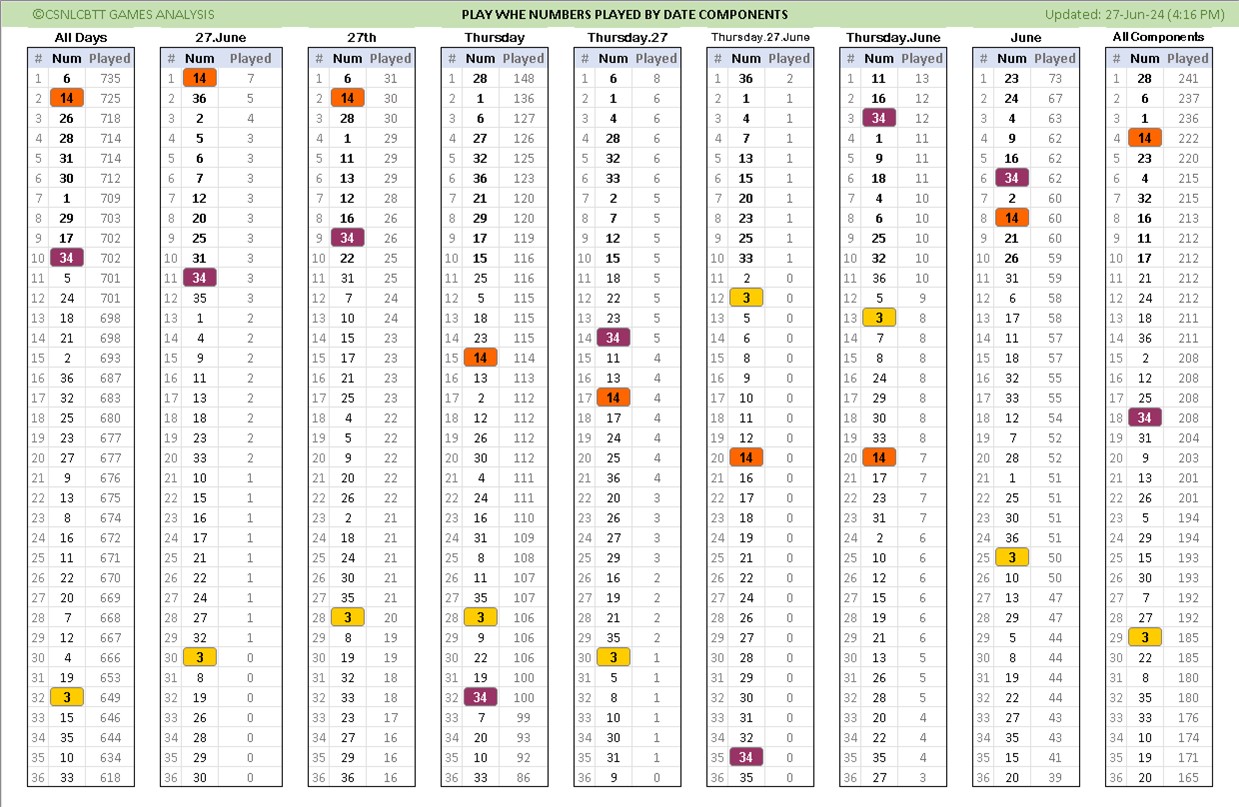 ©CSNLCBTT GAMES ANALYSIS PLAY WHE NUMBERS PLAYED BY DATE COMPONENTS Updated: 27-Jun-24 (4:16 PM)
All Days 27.June 27th Thursday Thursday.27 Thursday.27.June Thursday.June June All Components
# Num Played # Num Played # Num Played # Num Played # Num Played # Num Played # Num Played # Num Played # Num Played
1 6 735 1 14 7 1 6 31 1 28 148 1 6 8 1 36 2 1 11 13 1 23 73 1 28 241
2 14 725 2 36 5 2 14 30 2 1 136 2 1 6 2 1 1 2 16 12 2 24 67 2 6 237
3 26 718 3 2 4 3 28 30 3 6 127 3 4 6 3 4 1 3 34 12 3 4 63 3 1 236
4 28 714 4 5 3 4 1 29 4 27 126 4 28 6 4 7 1 4 1 11 4 9 62 4 14 222
5 31 714 5 6 3 5 11 29 5 32 125 5 32 6 5 13 1 5 9 11 5 16 62 5 23 220
6 30 712 6 7 3 6 13 29 6 36 123 6 33 6 6 15 1 6 18 11 6 34 62 6 4 215
7 1 709 7 12 3 7 12 28 7 21 120 7 2 5 7 20 1 7 4 10 7 2 60 7 32 215
8 29 703 8 20 3 8 16 26 8 29 120 8 7 5 8 23 1 8 6 10 8 14 60 8 16 213
9 17 702 9 25 3 9 34 26 9 17 119 9 12 5 9 25 1 9 25 10 9 21 60 9 11 212
10 34 702 10 31 3 10 22 25 10 15 116 10 15 5 10 33 1 10 32 10 10 26 59 10 17 212
11 5 701 11 34 3 11 31 25 11 25 116 11 18 5 11 2 0 11 36 10 11 31 59 11 21 212
12 24 701 12 35 3 12 7 24 12 5 115 12 22 5 12 3 0 12 5 9 12 6 58 12 24 212
13 18 698 13 1 2 13 10 24 13 18 115 13 23 5 13 5 0 13 3 8 13 17 58 13 18 211
14 21 698 14 4 2 14 15 23 14 23 115 14 34 5 14 6 0 14 7 8 14 11 57 14 36 211
15 2 693 15 9 2 15 17 23 15 14 114 15 11 4 15 8 0 15 8 8 15 18 57 15 2 208
16 36 687 16 11 2 16 21 23 16 13 113 16 13 4 16 9 0 16 24 8 16 32 55 16 12 208
17 32 683 17 13 2 17 25 23 17 2 112 17 14 4 17 10 0 17 29 8 17 33 55 17 25 208
18 25 680 18 18 2 18 4 22 18 12 112 18 17 4 18 11 0 18 30 8 18 12 54 18 34 208
19 23 677 19 23 2 19 5 22 19 26 112 19 24 4 19 12 0 19 33 8 19 7 52 19 31 204
20 27 677 20 33 2 20 9 22 20 30 112 20 25 4 20 14 0 20 14 7 20 28 52 20 9 203
21 9 676 21 10 1 21 20 22 21 4 111 21 36 4 21 16 0 21 17 7 21 1 51 21 13 201
22 13 675 22 15 1 22 26 22 22 24 111 22 20 3 22 17 0 22 23 7 22 25 51 22 26 201
23 8 674 23 16 1 23 2 21 23 16 110 23 26 3 23 18 0 23 31 7 23 30 51 23 5 194
24 16 672 24 17 1 24 18 21 24 31 109 24 27 3 24 19 0 24 2 6 24 36 51 24 29 194
25 11 671 25 21 1 25 24 21 25 8 108 25 29 3 25 21 0 25 10 6 25 3 50 25 15 193
26 22 670 26 22 1 26 30 21 26 11 107 26 16 2 26 22 0 26 12 6 26 10 50 26 30 193
27 20 669 27 24 1 27 35 21 27 35 107 27 19 2 27 24 0 27 15 6 27 13 47 27 7 192
28 7 668 28 27 1 28 3 20 28 3 106 28 21 2 28 26 0 28 19 6 28 29 47 28 27 192
29 12 667 29 32 1 29 8 19 29 9 106 29 35 2 29 27 0 29 21 6 29 5 44 29 3 185
30 4 666 30 3 0 30 19 19 30 22 106 30 3 1 30 28 0 30 13 5 30 8 44 30 22 185
31 19 653 31 8 0 31 32 18 31 19 100 31 5 1 31 29 0 31 26 5 31 19 44 31 8 180
32 3 649 32 19 0 32 33 18 32 34 100 32 8 1 32 30 0 32 28 5 32 22 44 32 35 180
33 15 646 33 26 0 33 23 17 33 7 99 33 10 1 33 31 0 33 20 4 33 27 43 33 33 176
34 35 644 34 28 0 34 27 16 34 20 93 34 30 1 34 32 0 34 22 4 34 35 43 34 10 174
35 10 634 35 29 0 35 29 16 35 10 92 35 31 1 35 34 0 35 35 4 35 15 41 35 19 171
36 33 618 36 30 0 36 36 16 36 33 86 36 9 0 36 35 0 36 27 3 36 20 39 36 20 165